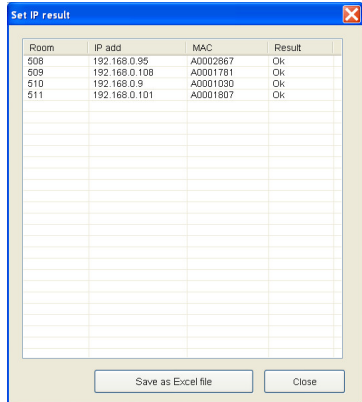 Set IP result
Room IP add MAC Result
508 192.168.0.95 A0002867 Ok
509 192.168.0.108 A0001781 Ok
510 192.168.0.9 A0001030 Ok
511 192.168.0.101 A0001807 Ok
Save as Excel file Close